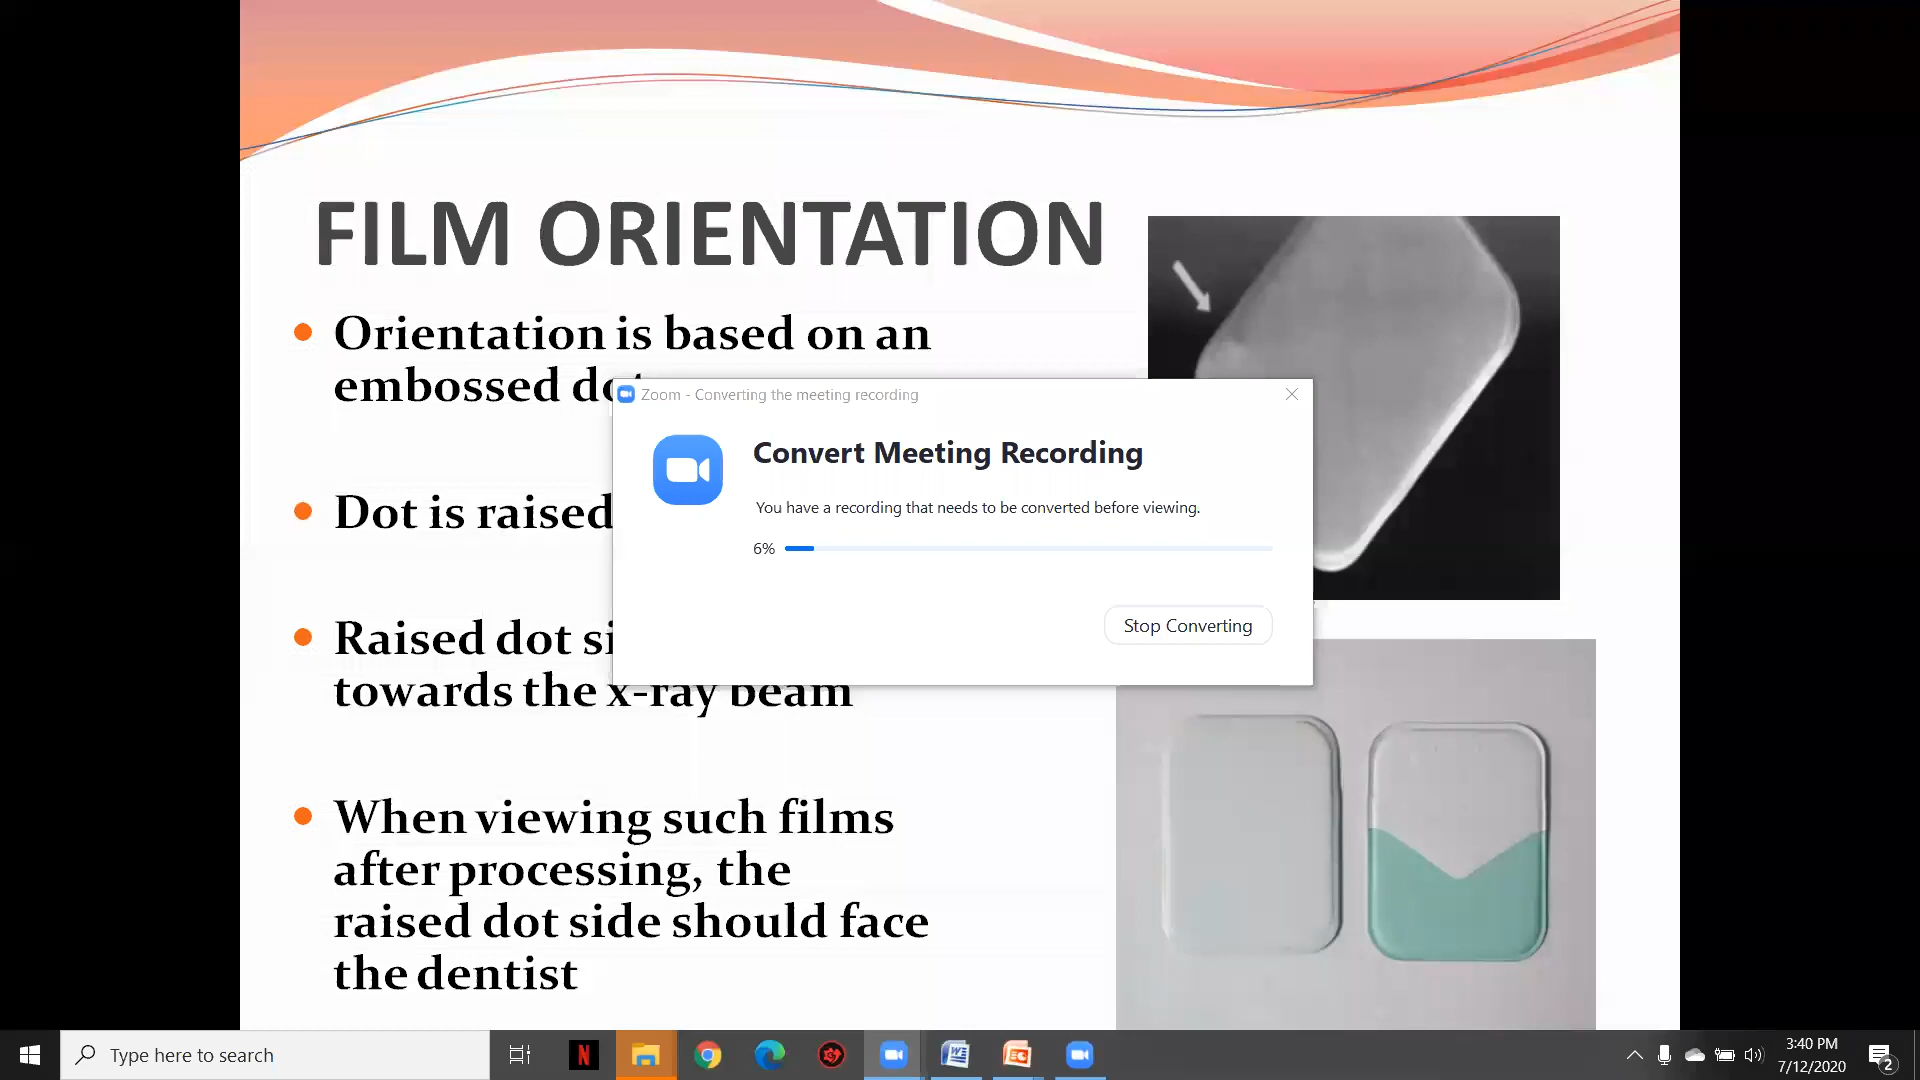 FILM ORIENTATION
Orientation is based on an
embossed dot
Zoom - Converting the meeting recording
Convert Meeting Recording
You have a recording that needs to be converted before viewing.
6%
Stop Converting
Dot is raised
Raised dot
towards the x-ray beam
When viewing such films
after processing, the
raised dot side should face
the dentist
Type here to search
N
3:40 PM
7/12/2020
2